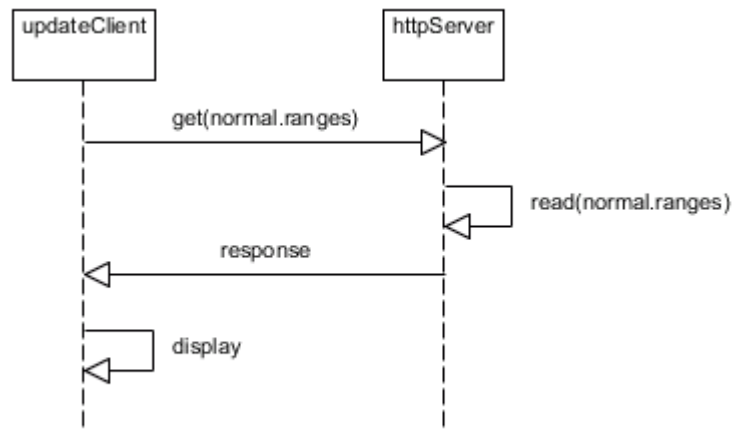 updateClient
httpServer
get(normal.ranges)
read(normal.ranges)
response
display